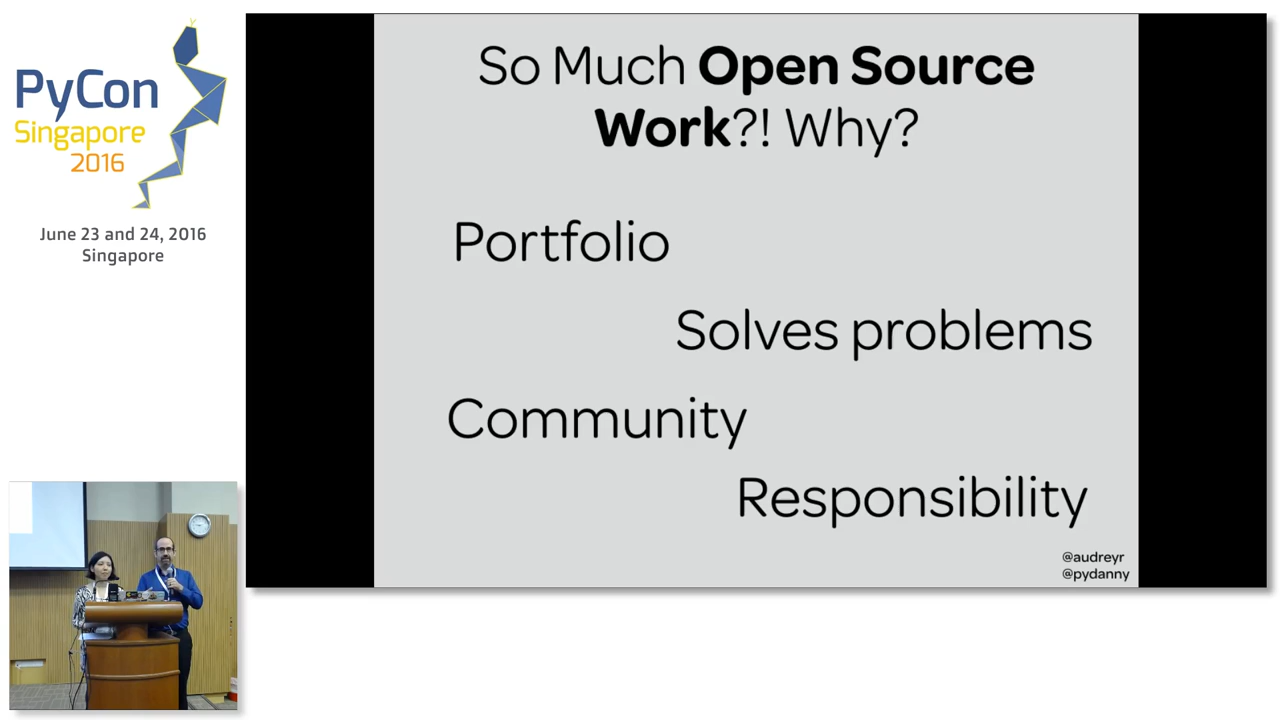 PyCon
Singapore
2016
June 23 and 24, 2016
Singapore
So Much Open Source
Work?! Why?
Portfolio
Solves problems
Community
Responsibility
@audreyr
@pydanny